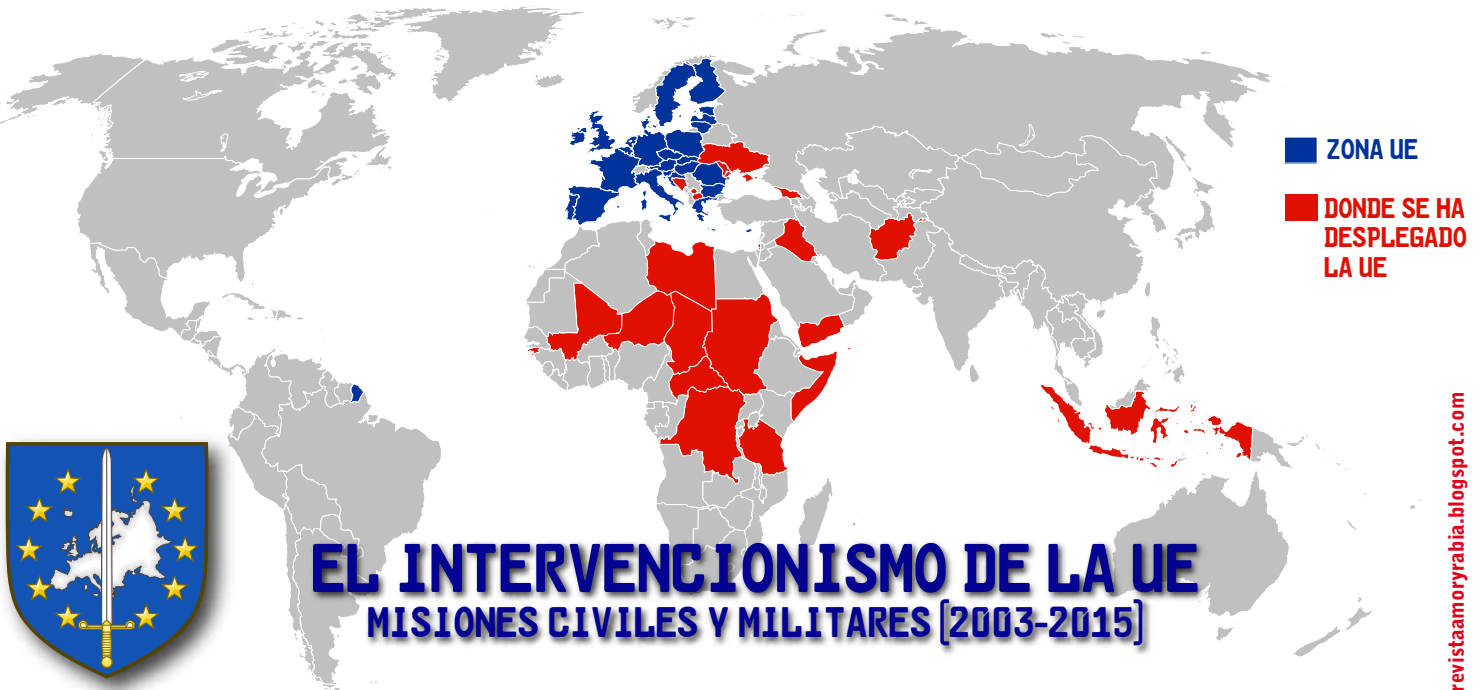 ZONA UE
DONDE SE HA
DESPLEGADO
LA UE
EL INTERVENCIONISMO DE LA UE
MISIONES CIVILES Y MILITARES [2003-2015]
revistaamoryrabia.blogspot.com